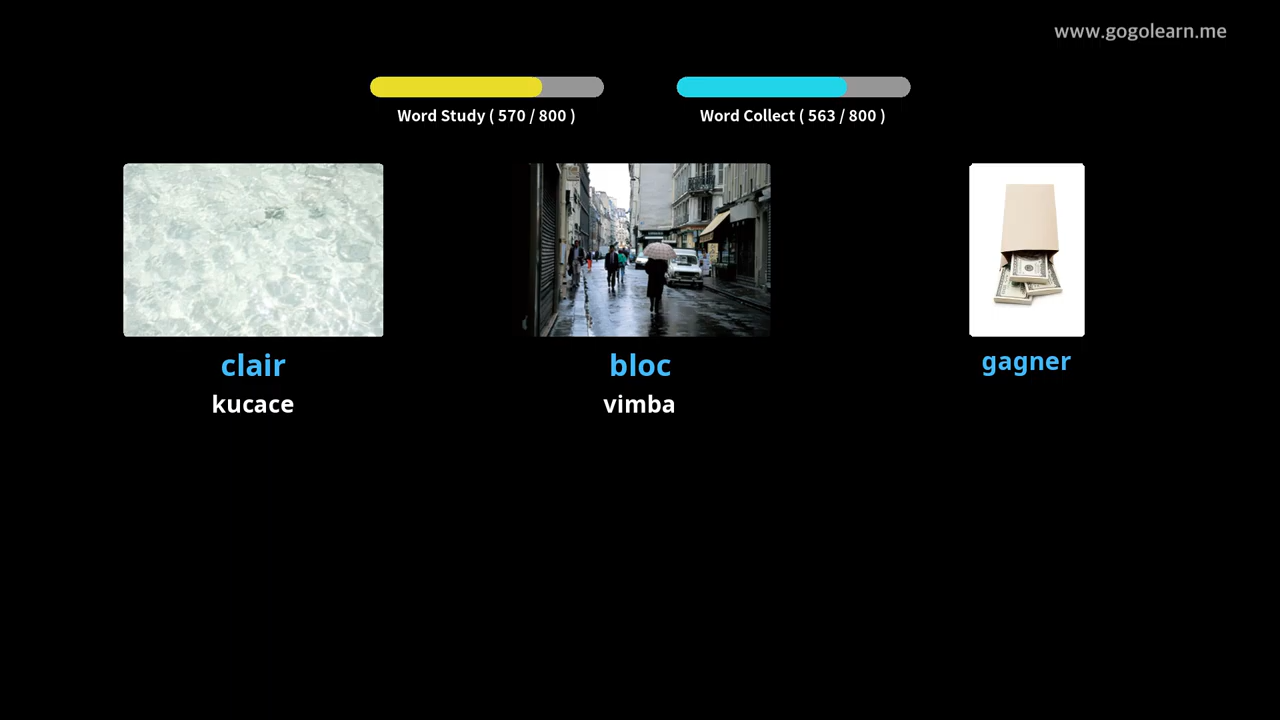 www.gogolearn.me
Word Study ( 570 / 800 )
Word Collect ( 563 / 800 )
clair
kucace
bloc
vimba
gagner